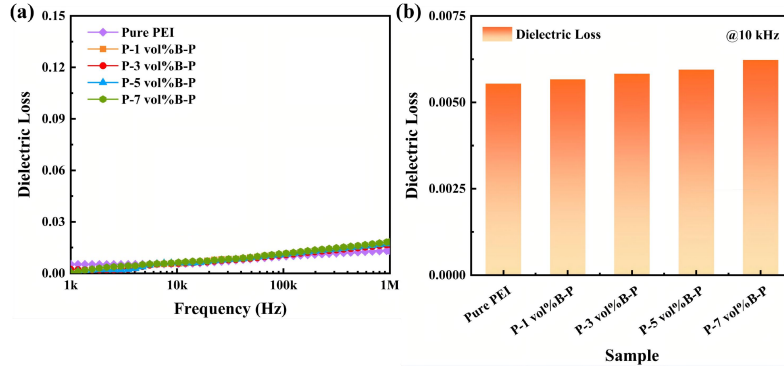 (a)
0.15
0.12
0.09
0.06
0.03
0.00
Dielectric Loss
Pure PEI
P-1 vol%B-P
P-3 vol%B-P
P-5 vol%B-P
P-7 vol%B-P
1k
10k
100k
1M
Frequency (Hz)
(b)
0.0075
0.0050
0.0025
0.0000
Dielectric Loss
Dielectric Loss
@10 kHz
Pure PEI
P-1 vol%B-P
P-3 vol%B-P
P-5 vol%B-P
P-7 vol%B-P
Sample